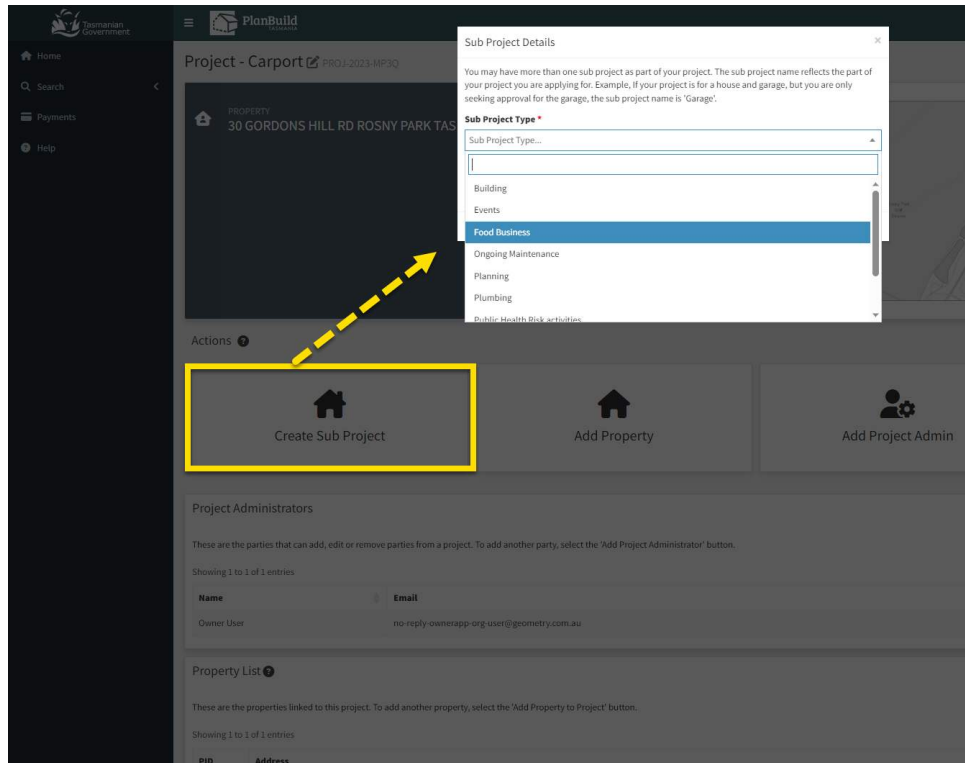 Tasmanian
Government
PlanBuild
TASMANIA
Home
Search
Payments
Help
Project - Carport PROJ-2023-MP3Q
PROPERTY
30 GORDONS HILL RD ROSNY PARK TAS
Sub Project Details
×
You may have more than one sub project as part of your project. The sub project name reflects the part of
your project you are applying for. Example, If your project is for a house and garage, but you are only
seeking approval for the garage, the sub project name is 'Garage'.
Sub Project Type *
Sub Project Type...
Building
Events
Food Business
Ongoing Maintenance
Planning
Plumbing
Public Health Risk activities
Actions
Create Sub Project
Add Property
Add Project Admin
Project Administrators
These are the parties that can add, edit or remove parties from a project. To add another party, select the 'Add Project Administrator' button.
Showing 1 to 1 of 1 entries
Name Email
Owner User no-reply-ownerapp-org-user@geometry.com.au
Property List
These are the properties linked to this project. To add another property, select the 'Add Property to Project' button.
Showing 1 to 1 of 1 entries
PID Address